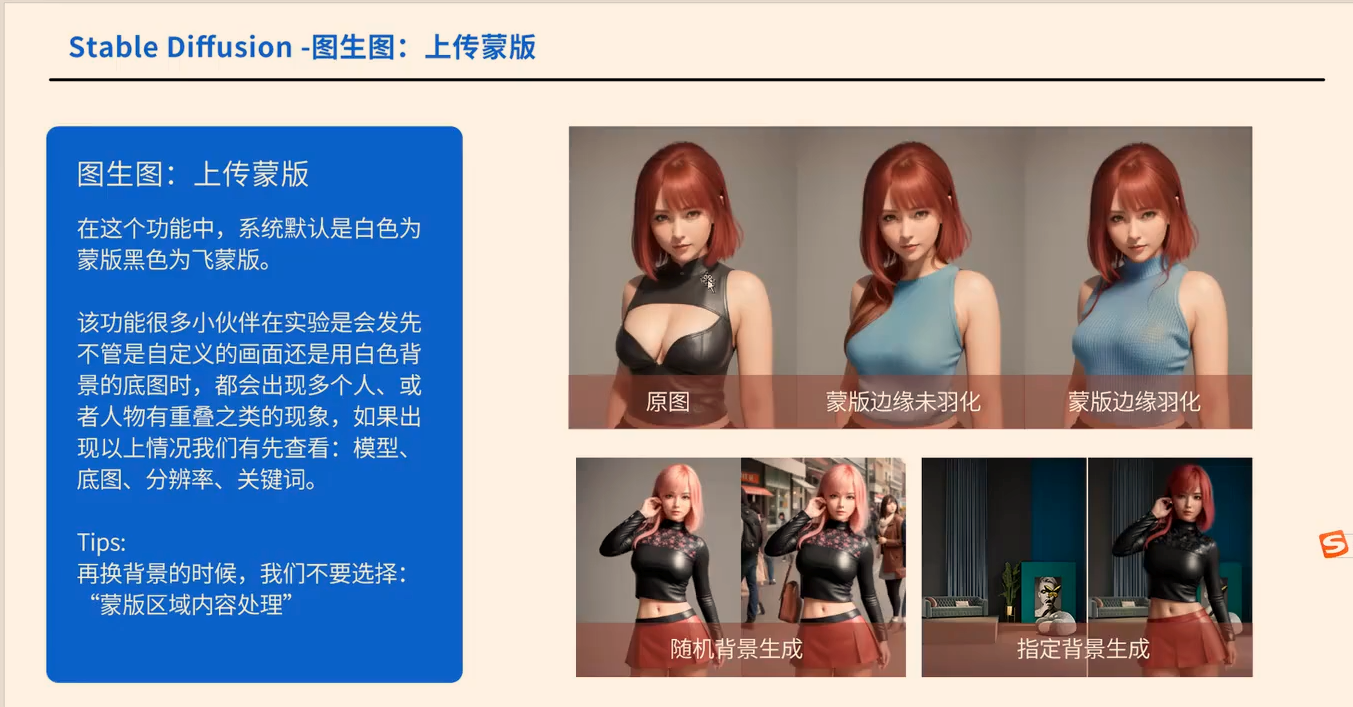 Stable Diffusion -图生图：上传蒙版
图生图：上传蒙版
在这个功能中，系统默认是白色为
蒙版黑色为飞蒙版。
该功能很多小伙伴在实验是会发先
不管是自定义的画面还是用白色背
景的底图时，都会出现多个人、或
者人物有重叠之类的现象，如果出
现以上情况我们有先查看：模型、
底图、分辨率、关键词。
Tips:
再换背景的时候，我们不要选择：
“蒙版区域内容处理”
原图
蒙版边缘未羽化
蒙版边缘羽化
随机背景生成
指定背景生成